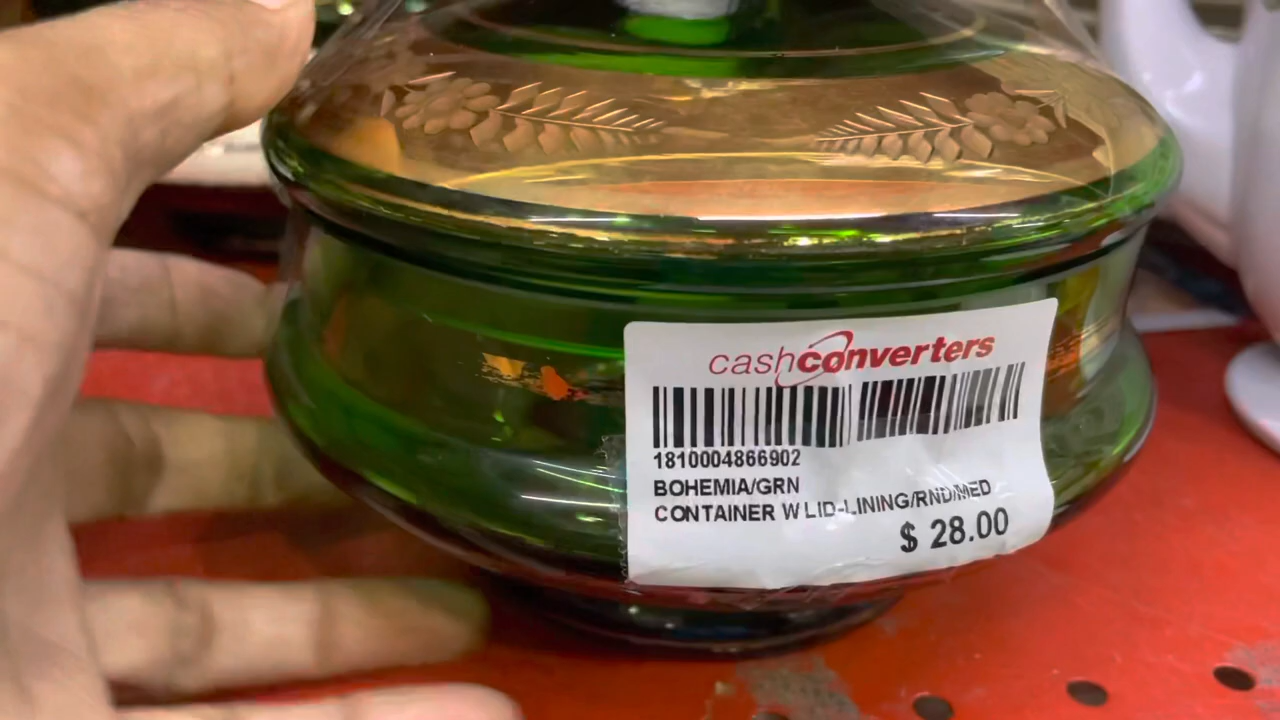 cashconverters
1810004866902
BOHEMIA/GRN
CONTAINER W LID-LINING/RND/MED
$ 28.00